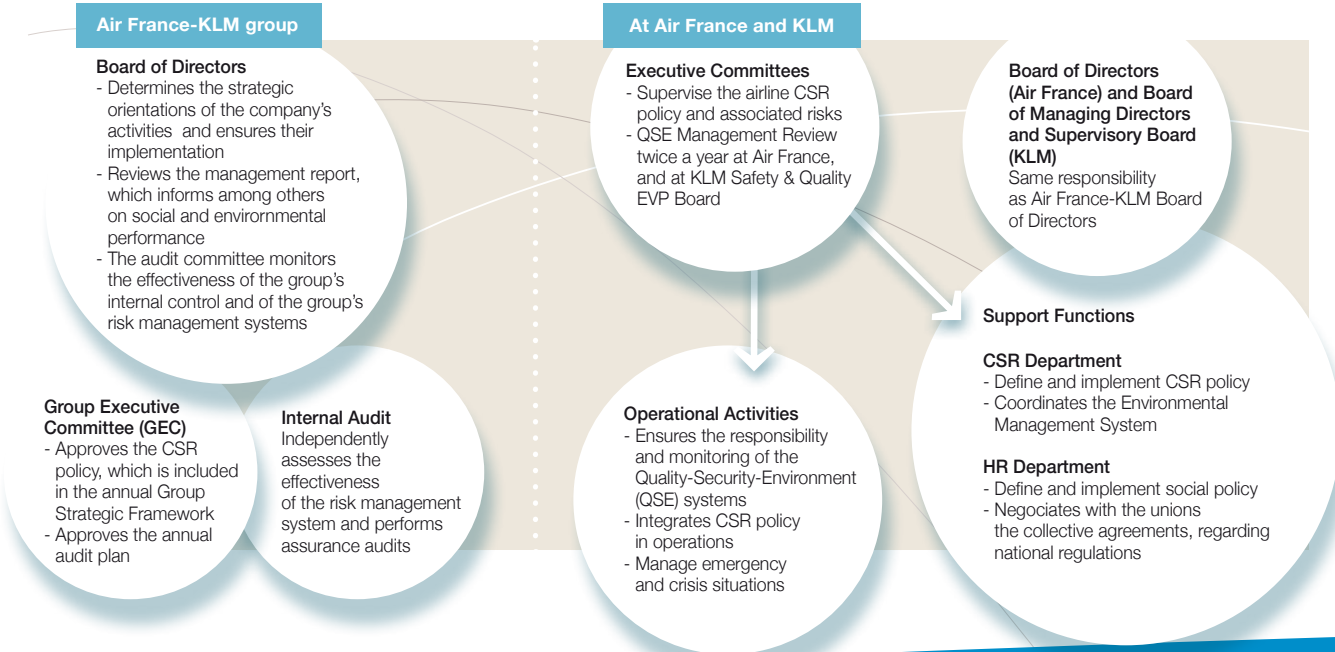 Air France-KLM group
Board of Directors
- Determines the strategic
orientations of the company's
activities and ensures their
implementation
- Reviews the management report,
which informs among others
on social and envirornmental
performance
- The audit committee monitors
the effectiveness of the group's
internal control and of the group's
risk management systems
Group Executive
Committee (GEC)
- Approves the CSR
policy, which is included
in the annual Group
Strategic Framework
- Approves the annual
audit plan
Internal Audit
Independently
assesses the
effectiveness
of the risk management
system and performs
assurance audits
At Air France and KLM
Executive Committees
- Supervise the airline CSR
policy and associated risks
- QSE Management Review
twice a year at Air France,
and at KLM Safety & Quality
EVP Board
Board of Directors
(Air France) and Board
of Managing Directors
and Supervisory Board
(KLM)
Same responsibility
as Air France-KLM Board
of Directors
Operational Activities
- Ensures the responsibility
and monitoring of the
Quality-Security-Environment
(QSE) systems
- Integrates CSR policy
in operations
- Manage emergency
and crisis situations
Support Functions
CSR Department
- Define and implement CSR policy
- Coordinates the Environmental
Management System
HR Department
- Define and implement social policy
- Negociates with the unions
the collective agreements, regarding
national regulations